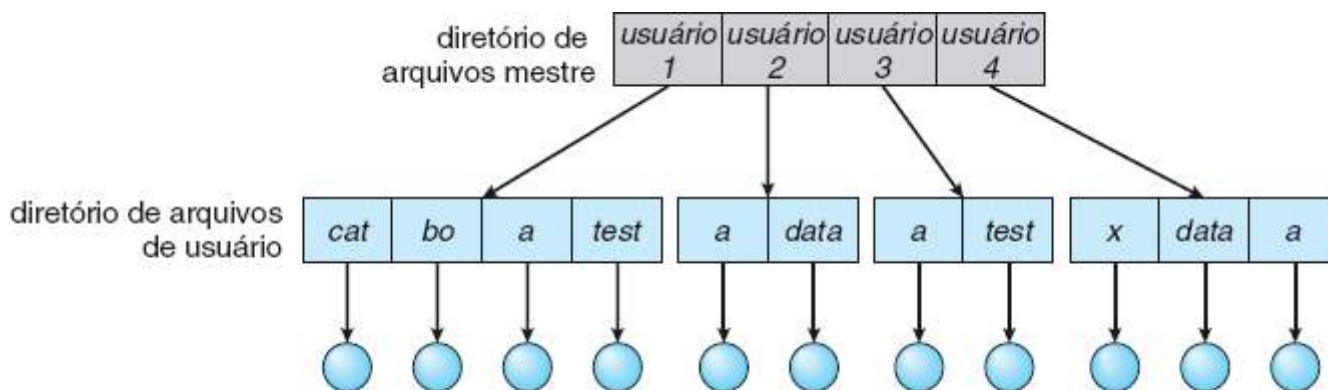 diretório de
arquivos mestre
usuário usuário usuário usuário
1 2 3 4
diretório de arquivos
de usuário
cat bo a test a data a test x data a